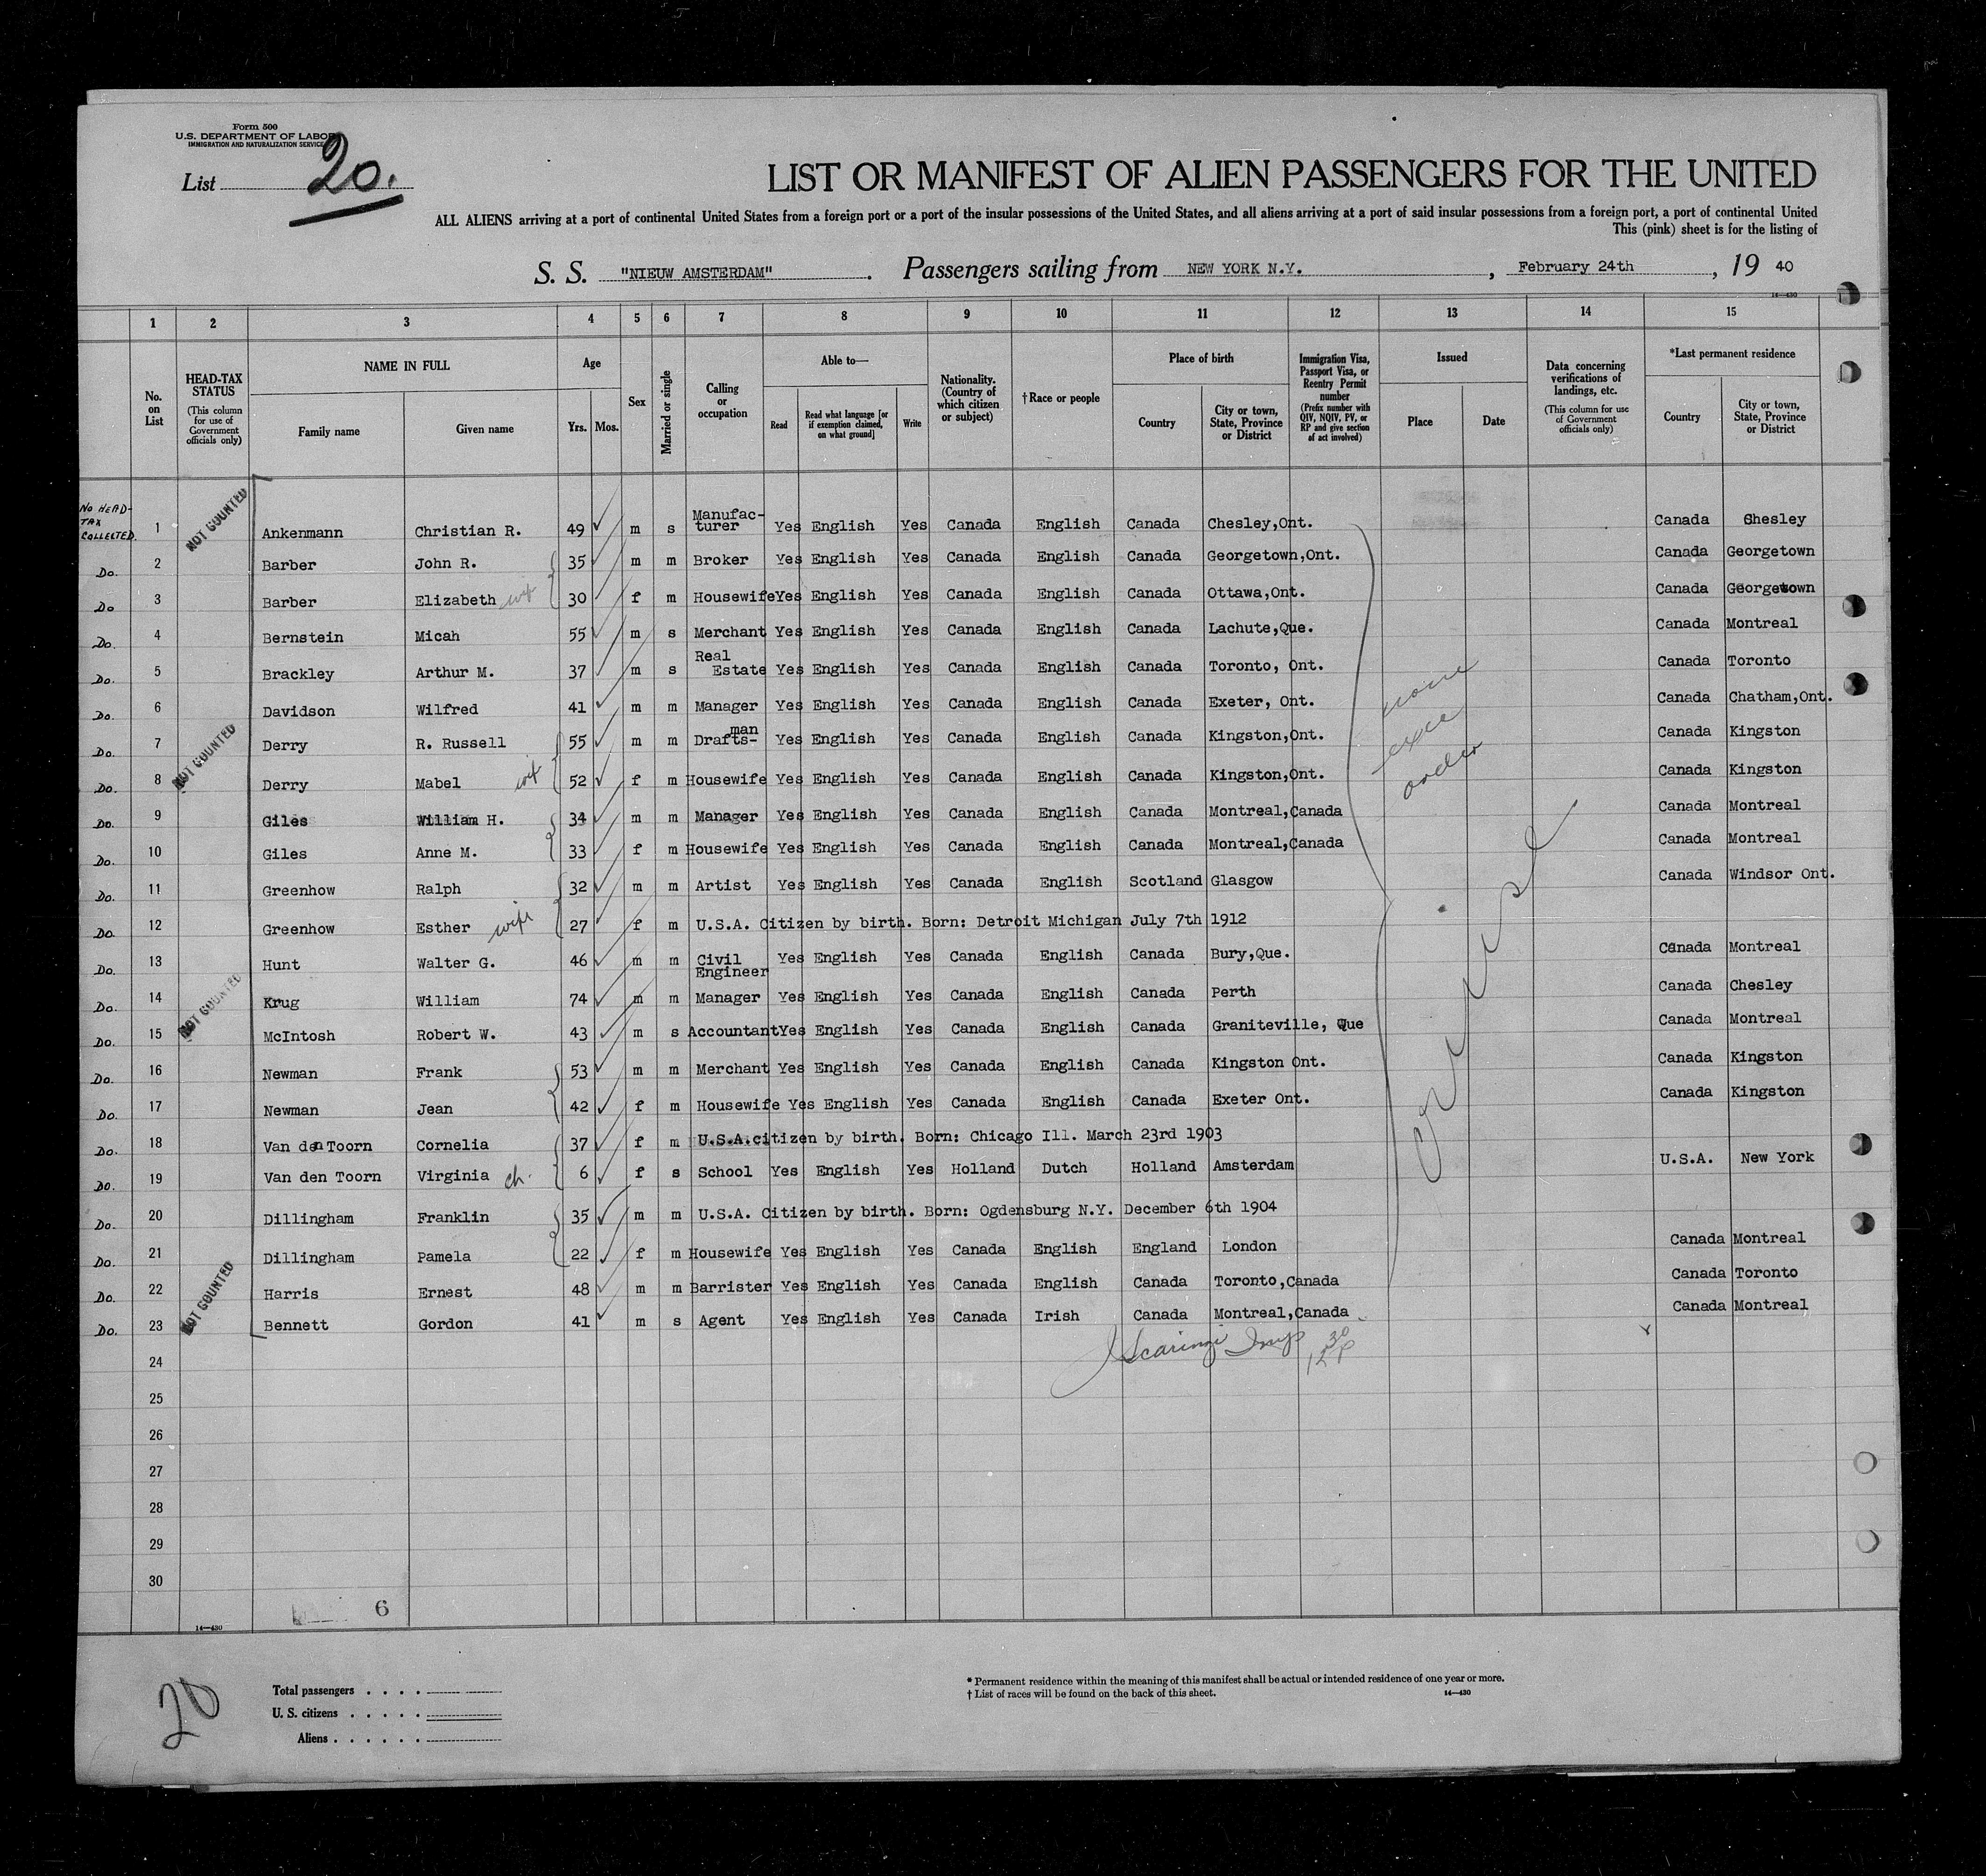 Form 500
U.S. DEPARTMENT OF LABOR
IMMIGRATION AND NATURALIZATION SERVICE
List 20.
LIST OR MANIFEST OF ALIEN PASSENGERS FOR THE UNITED
ALL ALIENS arriving at a port of continental United States from a foreign port or a port of the insular possessions of the United States, and all aliens arriving at a port of said insular possessions from a foreign port, a port of continental United
This (pink) sheet is for the listing of
S. S. "NIEUW AMSTERDAM". Passengers sailing from NEW YORK N.Y., February 24th, 19 40
14—430
1 2 3 4 5 6 7 8 9 10 11 12 13 14 15
No. on List
HEAD-TAX STATUS (This column for use of Government officials only)
NAME IN FULL Family name Given name
Age Yrs. Mos.
Sex
Married or single
Calling or occupation
Able to— Read Read what language [or if exemption claimed, on what ground] Write
Nationality. (Country of which citizen or subject)
†Race or people
Place of birth Country City or town, State, Province or District
Immigration Visa, Passport Visa, or Reentry Permit number (Prefix number with QIV, NQIV, PV, or RP and give section of act involved)
Issued Place Date
Data concerning verifications of landings, etc. (This column for use of Government officials only)
*Last permanent residence Country City or town, State, Province or District
NO HEAD-TAX COLLECTED. 1 NOT COUNTED Ankenmann Christian R. 49 m s Manufac-turer Yes English Yes Canada English Canada Chesley,Ont. Canada Chesley
Do. 2 Barber John R. 35 m m Broker Yes English Yes Canada English Canada Georgetown,Ont. Canada Georgetown
Do 3 Barber Elizabeth wife 30 f m Housewife Yes English Yes Canada English Canada Ottawa,Ont. Canada Georgetown
Do. 4 Bernstein Micah 55 m s Merchant Yes English Yes Canada English Canada Lachute,Que. Canada Montreal
Do. 5 Brackley Arthur M. 37 m s Real Estate Yes English Yes Canada English Canada Toronto, Ont. Canada Toronto
Do. 6 Davidson Wilfred 41 m m Manager Yes English Yes Canada English Canada Exeter, Ont. Canada Chatham,Ont.
Do. 7 Derry R. Russell 55 m m Drafts-man Yes English Yes Canada English Canada Kingston,Ont. Canada Kingston
Do. 8 NOT COUNTED Derry Mabel wif 52 f m Housewife Yes English Yes Canada English Canada Kingston,Ont. Canada Kingston
Do. 9 Giles William H. 34 m m Manager Yes English Yes Canada English Canada Montreal,Canada Canada Montreal
Do. 10 Giles Anne M. 33 f m Housewife Yes English Yes Canada English Canada Montreal,Canada Canada Montreal
Do. 11 Greenhow Ralph 32 m m Artist Yes English Yes Canada English Scotland Glasgow Canada Windsor Ont.
Do. 12 Greenhow Esther wife 27 f m U.S.A. Citizen by birth. Born: Detroit Michigan July 7th 1912
Do. 13 Hunt Walter G. 46 m m Civil Engineer Yes English Yes Canada English Canada Bury,Que. Canada Montreal
Do. 14 NOT COUNTED Krug William 74 m m Manager Yes English Yes Canada English Canada Perth Canada Chesley
Do. 15 McIntosh Robert W. 43 m s Accountant Yes English Yes Canada English Canada Graniteville, Que Canada Montreal
Do. 16 Newman Frank 53 m m Merchant Yes English Yes Canada English Canada Kingston Ont. Canada Kingston
Do. 17 Newman Jean 42 f m Housewife Yes English Yes Canada English Canada Exeter Ont. Canada Kingston
Do. 18 Van den Toorn Cornelia 37 f m U.S.A.citizen by birth. Born: Chicago Ill. March 23rd 1903
Do. 19 Van den Toorn Virginia ch. 6 f s School Yes English Yes Holland Dutch Holland Amsterdam U.S.A. New York
Do. 20 Dillingham Franklin 35 m m U.S.A. Citizen by birth. Born: Ogdensburg N.Y. December 6th 1904
Do. 21 Dillingham Pamela 22 f m Housewife Yes English Yes Canada English England London Canada Montreal
Do. 22 NOT COUNTED Harris Ernest 48 m m Barrister Yes English Yes Canada English Canada Toronto,Canada Canada Toronto
Do. 23 Bennett Gordon 41 m s Agent Yes English Yes Canada Irish Canada Montreal,Canada Canada Montreal
none
exec
order
cruise
24
25
26
27
28
29
30
6
14—430
20
Total passengers
U. S. citizens
Aliens
* Permanent residence within the meaning of this manifest shall be actual or intended residence of one year or more.
† List of races will be found on the back of this sheet.
14—430